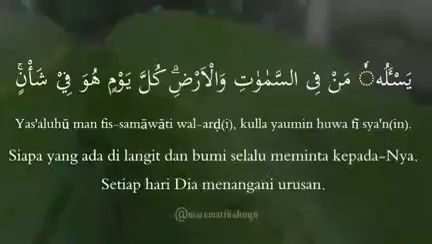 يَسْـَٔلُهٗ مَنْ فِى السَّمٰوٰتِ وَالْاَرْضِۗ كُلَّ يَوْمٍ هُوَ فِيْ شَأْنٍۚ
Yas'aluhū man fis-samāwāti wal-arḍ(i), kulla yaumin huwa fī sya'n(in).
Siapa yang ada di langit dan bumi selalu meminta kepada-Nya.
Setiap hari Dia menangani urusan.